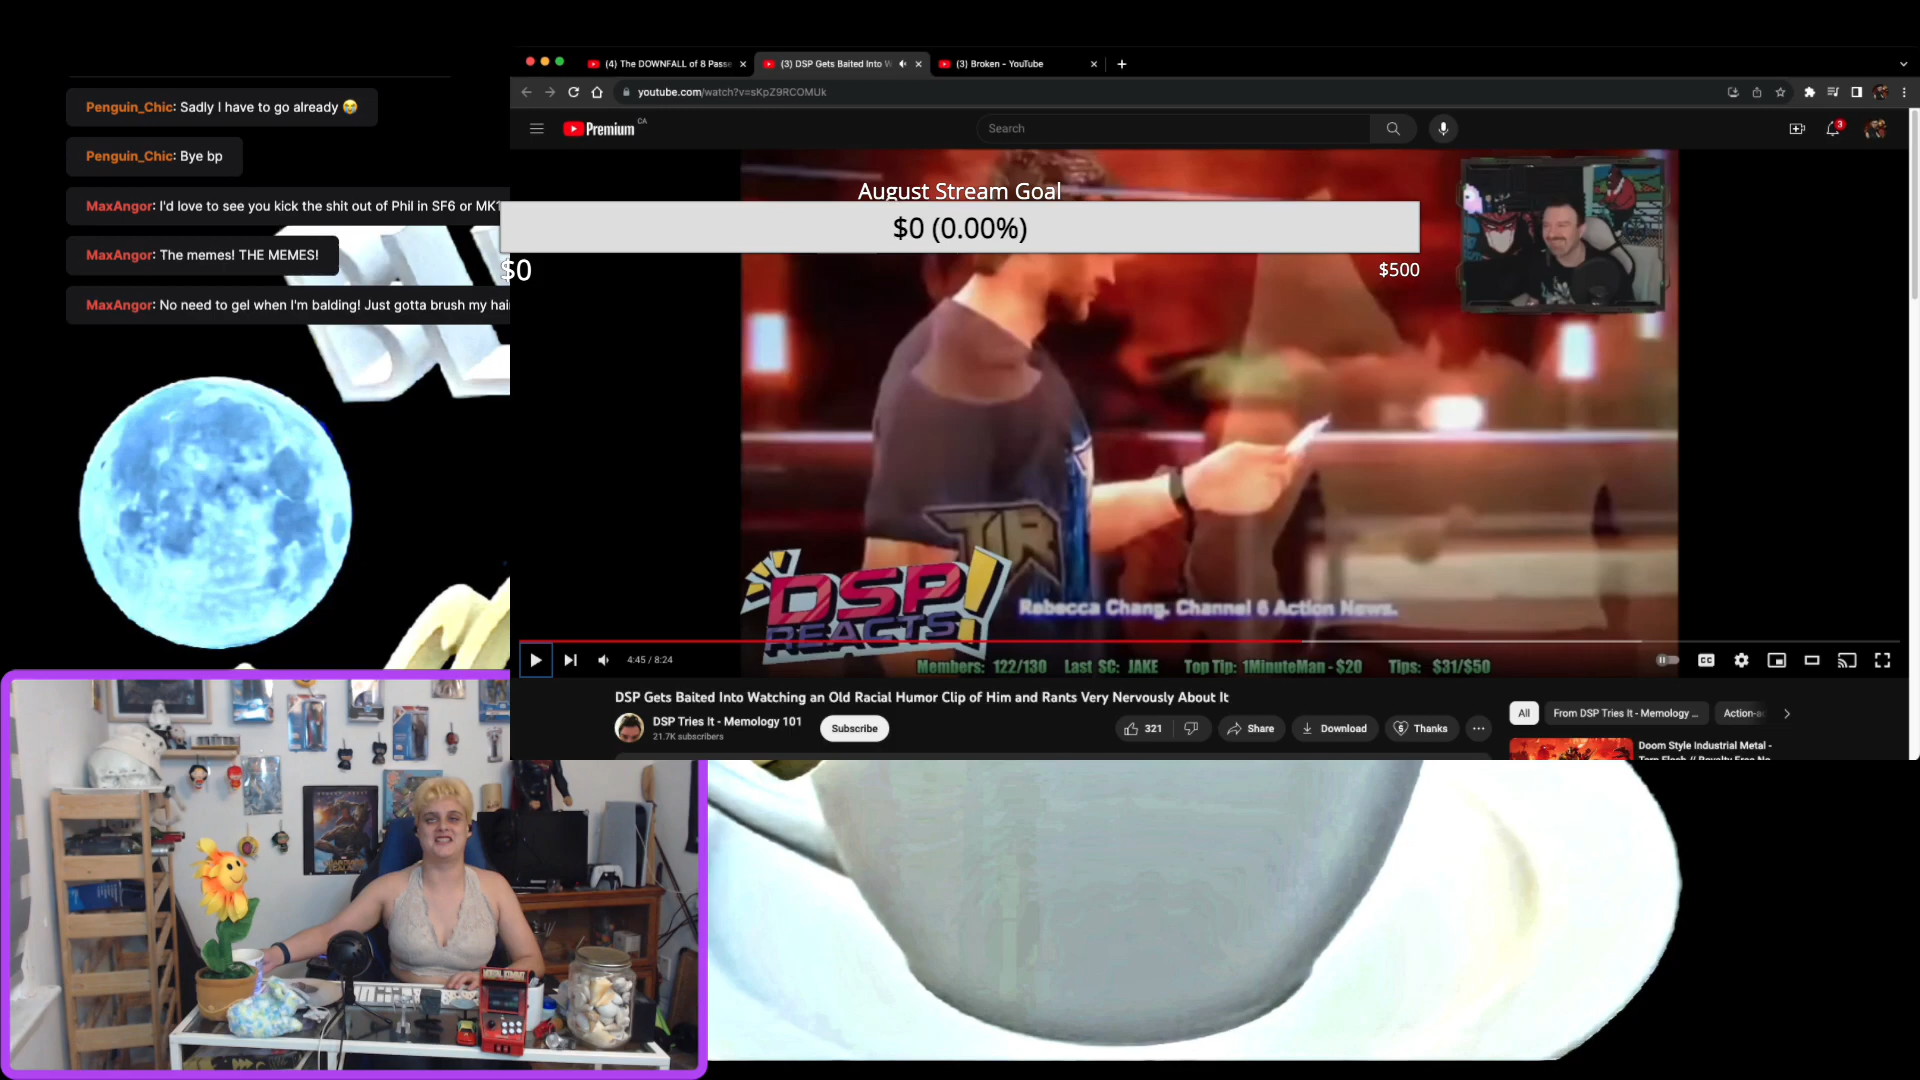 Penguin_Chic: Sadly I have to go already 😭
Penguin_Chic: Bye bp
MaxAngor: I'd love to see you kick the shit out of Phil in SF6 or MK1
MaxAngor: The memes! THE MEMES!
MaxAngor: No need to gel when I'm balding! Just gotta brush my hai
(4) The DOWNFALL of 8 Passe
(3) DSP Gets Baited Into W
(3) Broken - YouTube
youtube.com/watch?v=sKpZ9RCOMUk
Premium CA
Search
3
August Stream Goal
$0 (0.00%)
$0
$500
TR
DSP
REACTS!
Rebecca Chang. Channel 6 Action News.
4:45 / 8:24
Members: 122/130 Last SC: JAKE Top Tip: 1MinuteMan - $20 Tips: $31/$50
CC
DSP Gets Baited Into Watching an Old Racial Humor Clip of Him and Rants Very Nervously About It
DSP Tries It - Memology 101
21.7K subscribers
Subscribe
321
Share
Download
Thanks
All
From DSP Tries It - Memology ...
Action-a
Doom Style Industrial Metal -
MORTAL KOMBAT